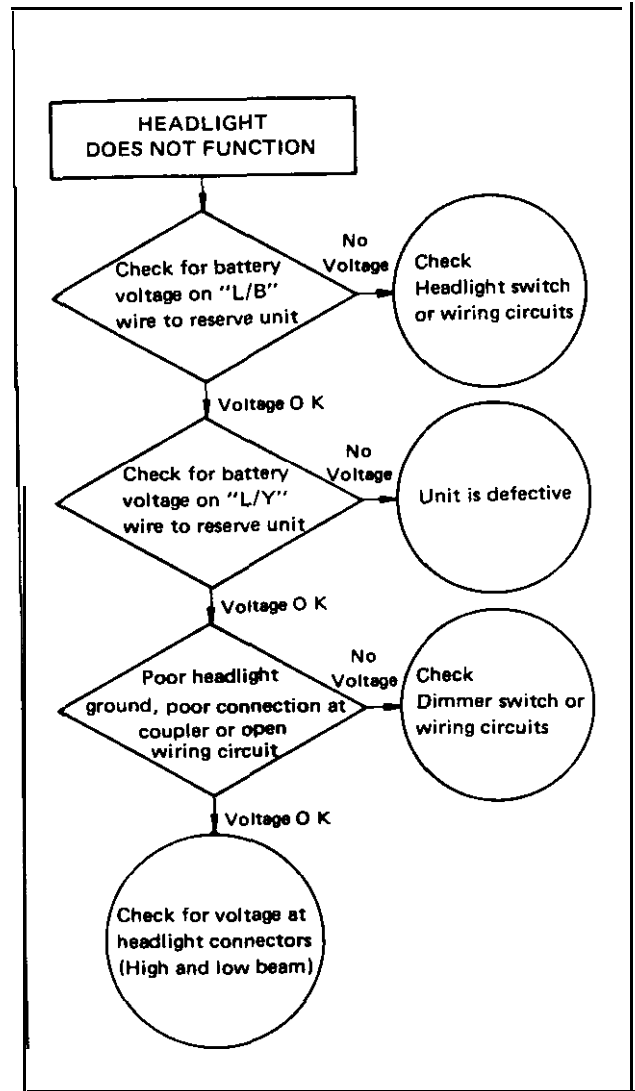 HEADLIGHT
DOES NOT FUNCTION
Check for battery
voltage on "L/B"
wire to reserve unit
No
Voltage
Check
Headlight switch
or wiring circuits
Voltage O K
Check for battery
voltage on "L/Y"
wire to reserve unit
No
Voltage
Unit is defective
Voltage O K
Poor headlight
ground, poor connection at
coupler or open
wiring circuit
No
Voltage
Check
Dimmer switch or
wiring circuits
Voltage O K
Check for voltage at
headlight connectors
(High and low beam)